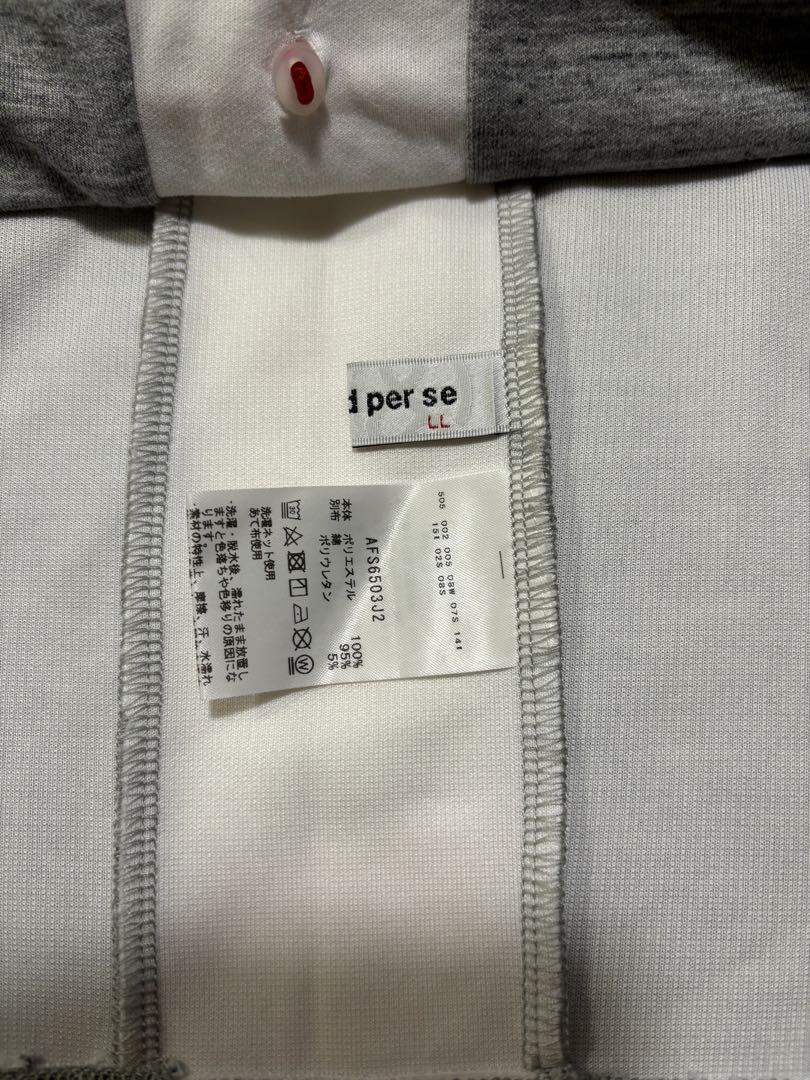 d per se
LL
505 002 005 08W 07S 141
151 02S 08S
AFS6503J2
本体 ポリエステル 100%
別布 綿 95%
ポリウレタン 5%
洗濯ネット使用
あて布使用
・洗濯・脱水後、濡れたまま放置し
ますと色落ちや色移りの原因にな
ります。
・素材の特性上、摩擦、汗、水濡れ